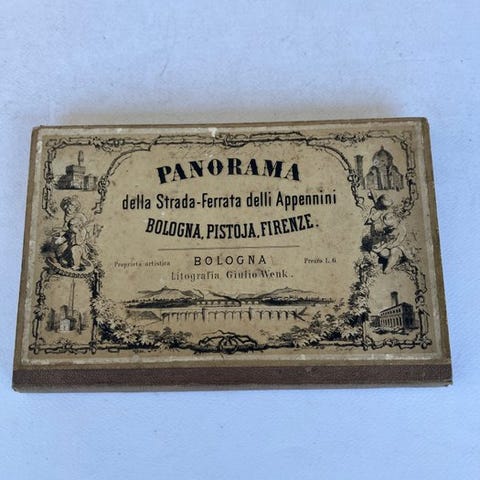 PANORAMA
della Strada-Ferrata delli Appennini
BOLOGNA, PISTOJA, FIRENZE.
BOLOGNA
Proprietà artistica
Prezzo L. 6
Litografia Giulio Wenk.